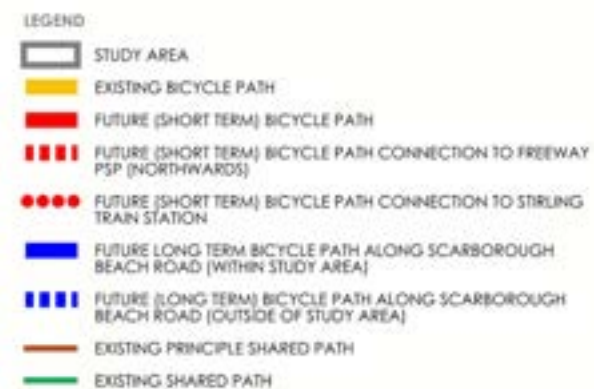 LEGEND
STUDY AREA
EXISTING BICYCLE PATH
FUTURE (SHORT TERM) BICYCLE PATH
FUTURE (SHORT TERM) BICYCLE PATH CONNECTION TO FREEWAY
PSP (NORTHWARDS)
FUTURE (SHORT TERM) BICYCLE PATH CONNECTION TO STIRLING
TRAIN STATION
FUTURE LONG TERM BICYCLE PATH ALONG SCARBOROUGH
BEACH ROAD (WITHIN STUDY AREA)
FUTURE (LONG TERM) BICYCLE PATH ALONG SCARBOROUGH
BEACH ROAD (OUTSIDE OF STUDY AREA)
EXISTING PRINCIPLE SHARED PATH
EXISTING SHARED PATH